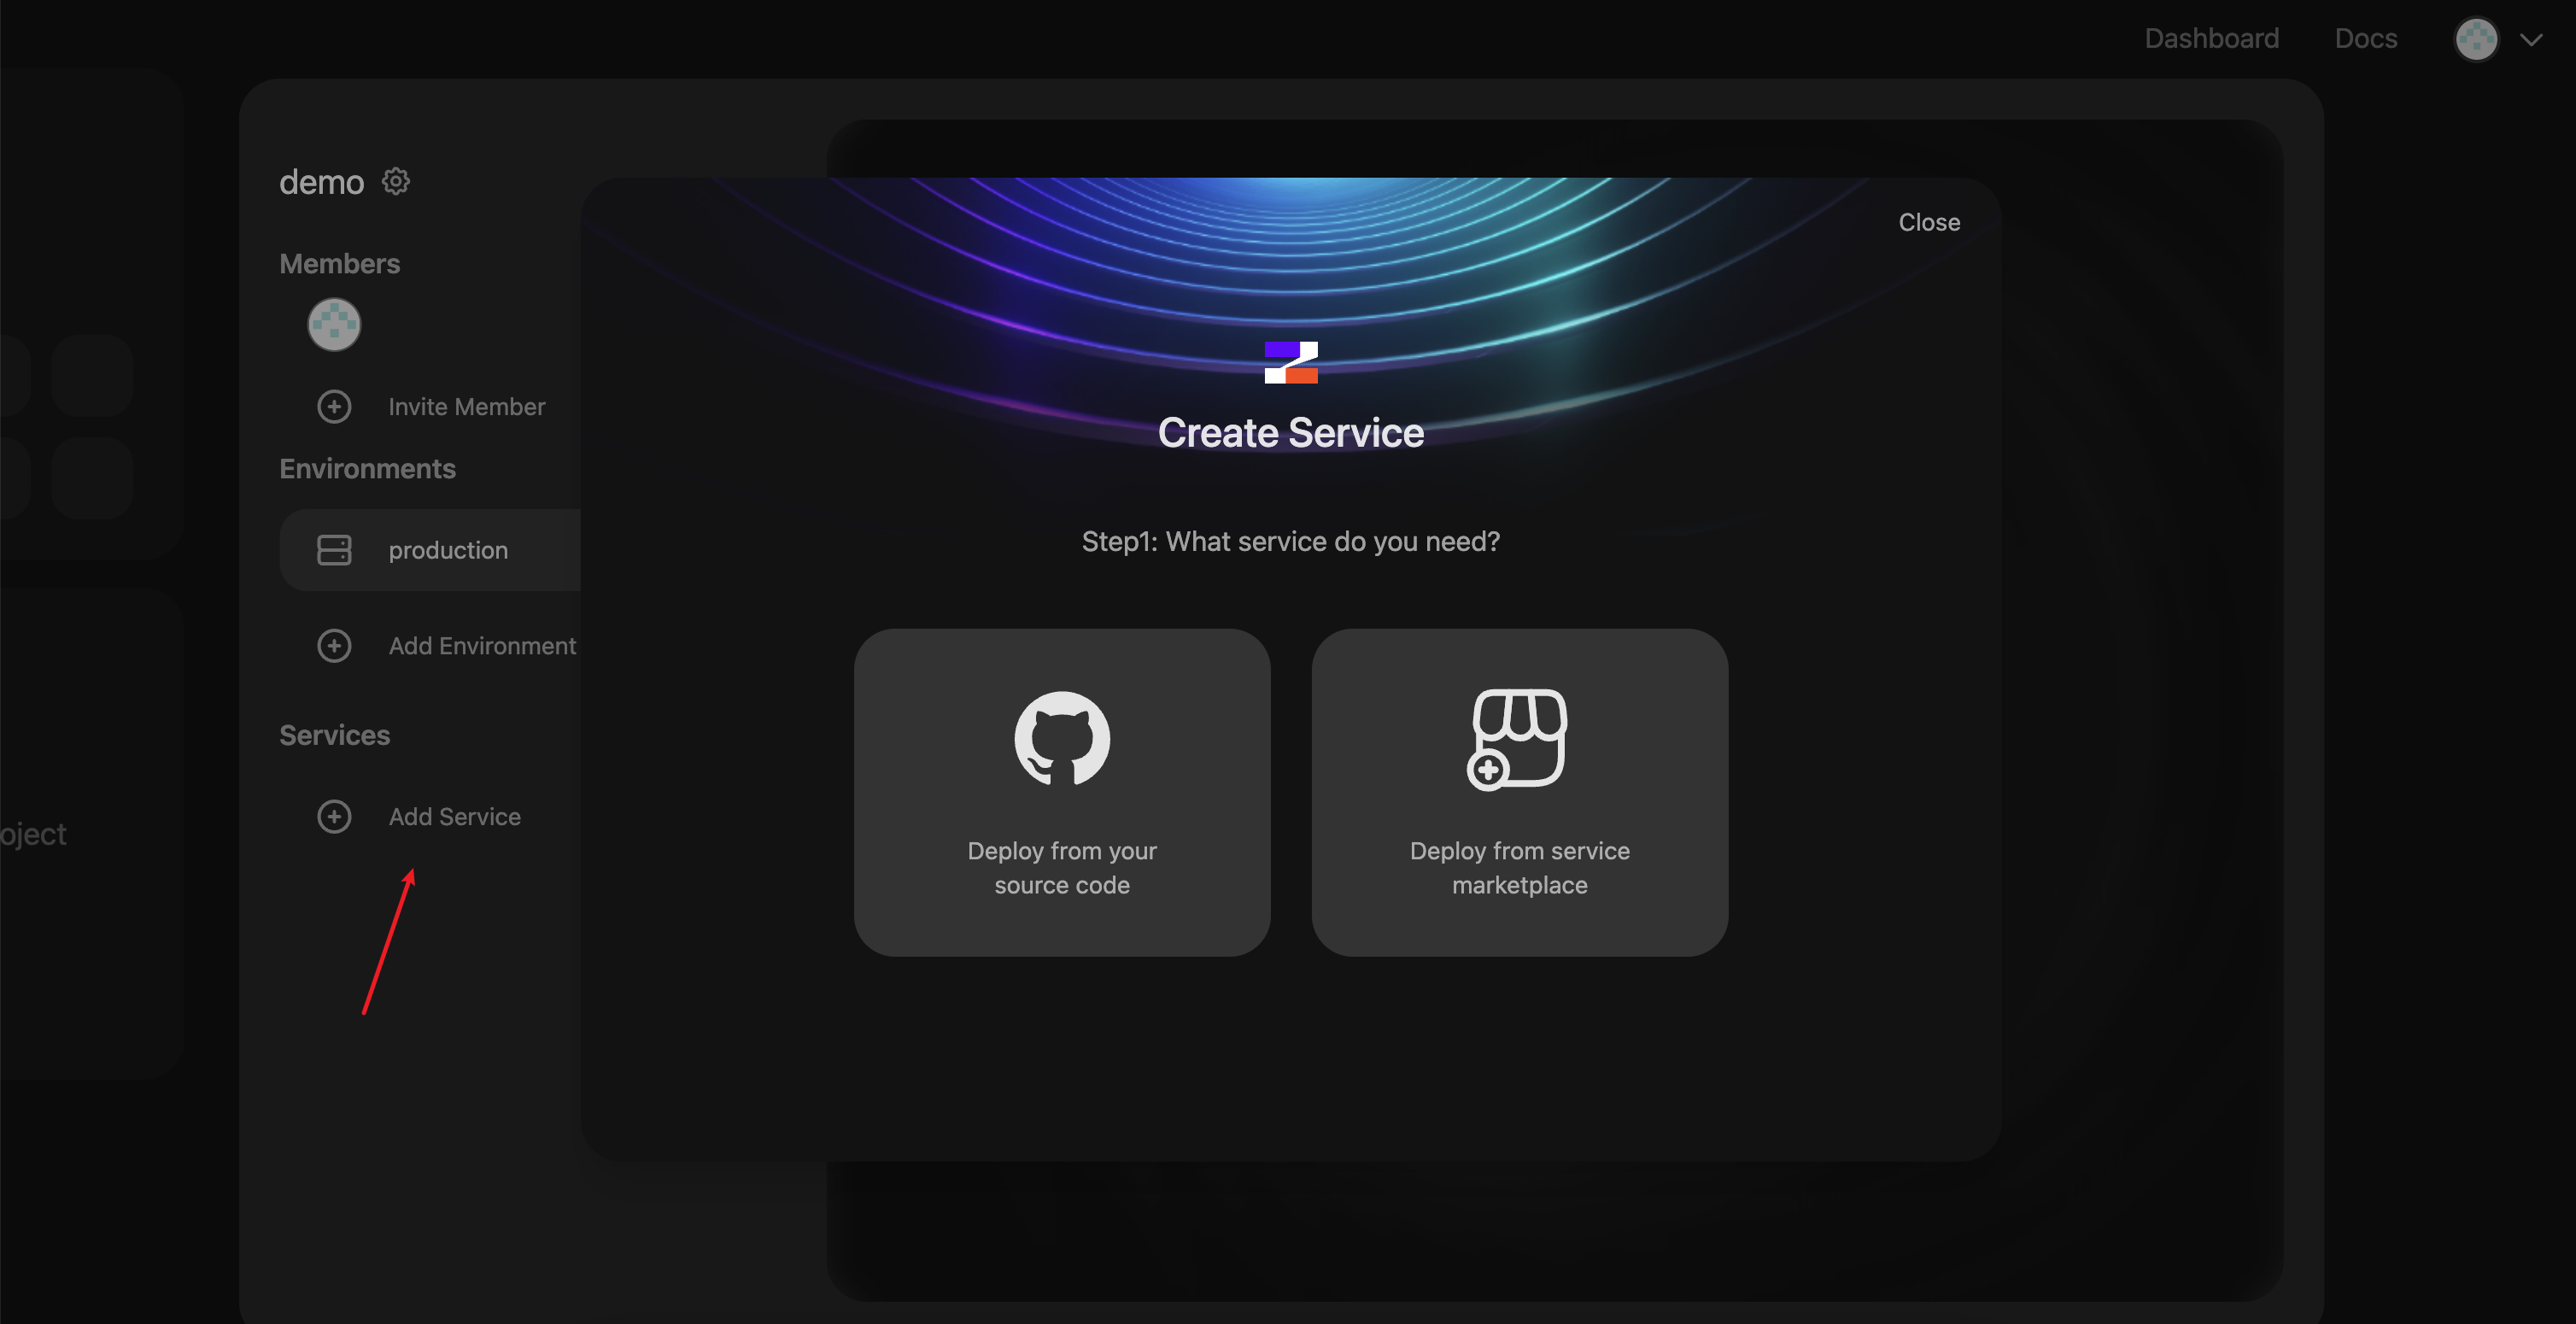 Dashboard
Docs
demo
Members
Invite Member
Environments
production
Add Environment
Services
Add Service
oject
Close
Create Service
Step1: What service do you need?
Deploy from your
source code
Deploy from service
marketplace